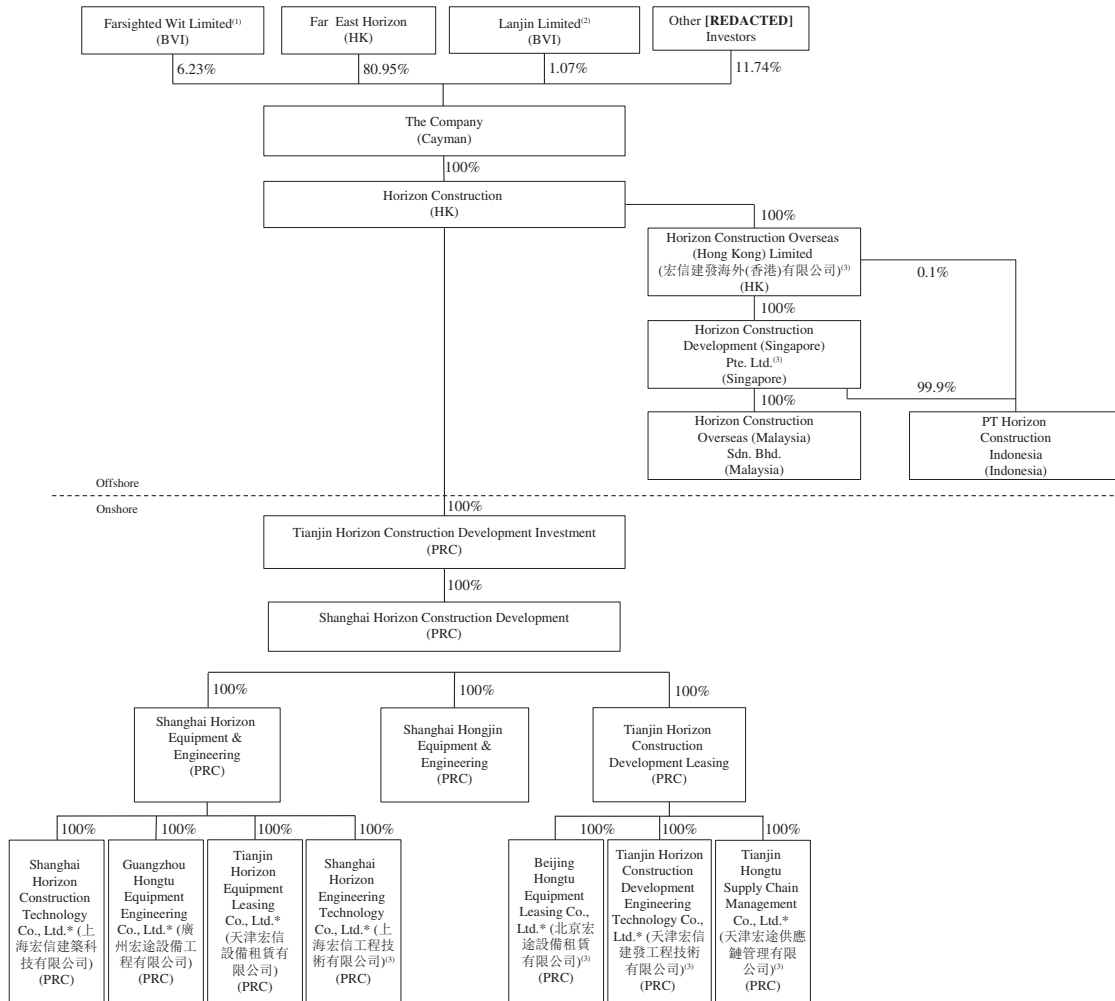 Farsighted Wit Limited(1)
(BVI)
Far East Horizon
(HK)
Lanjin Limited(2)
(BVI)
Other [REDACTED]
Investors
6.23%
80.95%
1.07%
11.74%
The Company
(Cayman)
100%
Horizon Construction
(HK)
100%
Horizon Construction Overseas
(Hong Kong) Limited
(宏信建發海外(香港)有限公司)(3)
(HK)
0.1%
100%
Horizon Construction
Development (Singapore)
Pte. Ltd.(3)
(Singapore)
99.9%
100%
Horizon Construction
Overseas (Malaysia)
Sdn. Bhd.
(Malaysia)
PT Horizon
Construction
Indonesia
(Indonesia)
Offshore
Onshore
100%
Tianjin Horizon Construction Development Investment
(PRC)
100%
Shanghai Horizon Construction Development
(PRC)
100%
100%
100%
Shanghai Horizon
Equipment &
Engineering
(PRC)
Shanghai Hongjin
Equipment &
Engineering
(PRC)
Tianjin Horizon
Construction
Development Leasing
(PRC)
100%
100%
100%
100%
100%
100%
100%
Shanghai
Horizon
Construction
Technology
Co., Ltd.* (上
海宏信建築科
技有限公司)
(PRC)
Guangzhou
Hongtu
Equipment
Engineering
Co., Ltd.* (廣
州宏途設備工
程有限公司)
(PRC)
Tianjin
Horizon
Equipment
Leasing
Co., Ltd.*
(天津宏信
設備租賃有
限公司)
(PRC)
Shanghai
Horizon
Engineering
Technology
Co., Ltd.* (上
海宏信工程技
術有限公司)(3)
(PRC)
Beijing
Hongtu
Equipment
Leasing Co.,
Ltd.* (北京宏
途設備租賃
有限公司)(3)
(PRC)
Tianjin Horizon
Construction
Development
Engineering
Technology Co.,
Ltd.* (天津宏信
建發工程技術
有限公司)(3)
(PRC)
Tianjin
Hongtu
Supply Chain
Management
Co., Ltd.*
(天津宏途供應
鏈管理有限
公司)(3)
(PRC)